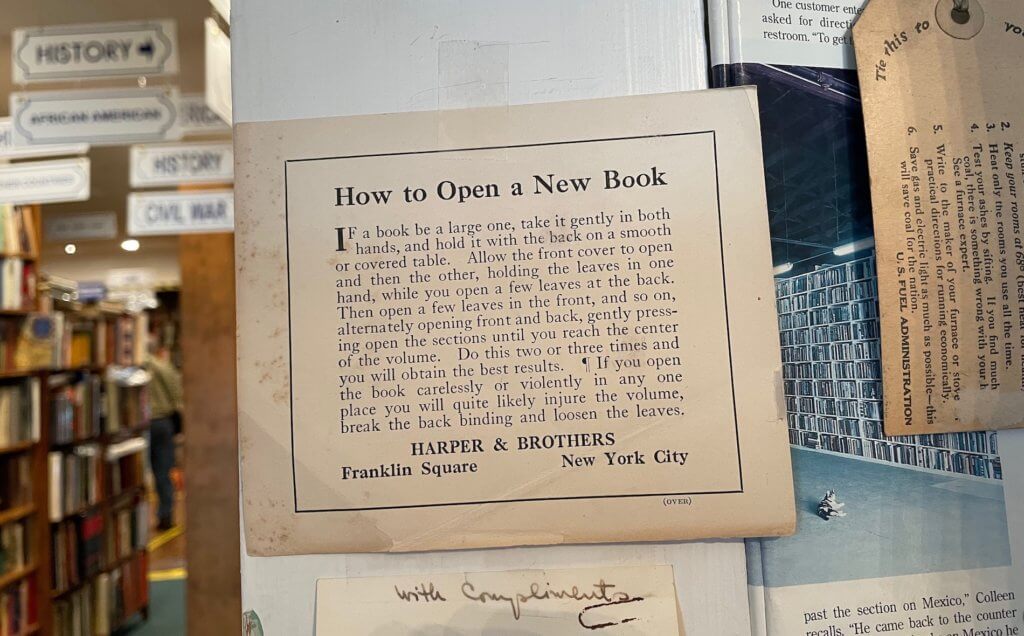 HISTORY
AFRICAN AMERICAN
HISTORY
CIVIL WAR
How to Open a New Book
IF a book be a large one, take it gently in both
hands, and hold it with the back on a smooth
or covered table. Allow the front cover to open
and then the other, holding the leaves in one
hand, while you open a few leaves at the back.
Then open a few leaves in the front, and so on,
alternately opening front and back, gently press-
ing open the sections until you reach the center
of the volume. Do this two or three times and
you will obtain the best results. ¶ If you open
the book carelessly or violently in any one
place you will quite likely injure the volume,
break the back binding and loosen the leaves.
HARPER & BROTHERS
Franklin Square New York City
(OVER)
with Compliments
One customer
asked for
restroom. "To get
past the section on Mexico," Colleen
recalls. "He came back to the counter
Mexico he
Tie this to
2. Keep your rooms at 68°
3. Heat only the rooms you use all the time.
4. Test your ashes by sifting. If you find much
coal, there is something wrong with your
See a furnace expert.
5. Write to the maker of your furnace or stove
practical directions for running economically.
6. Save gas and electric light as much as possible—this
will save coal for the nation.
U. S. FUEL ADMINISTRATION